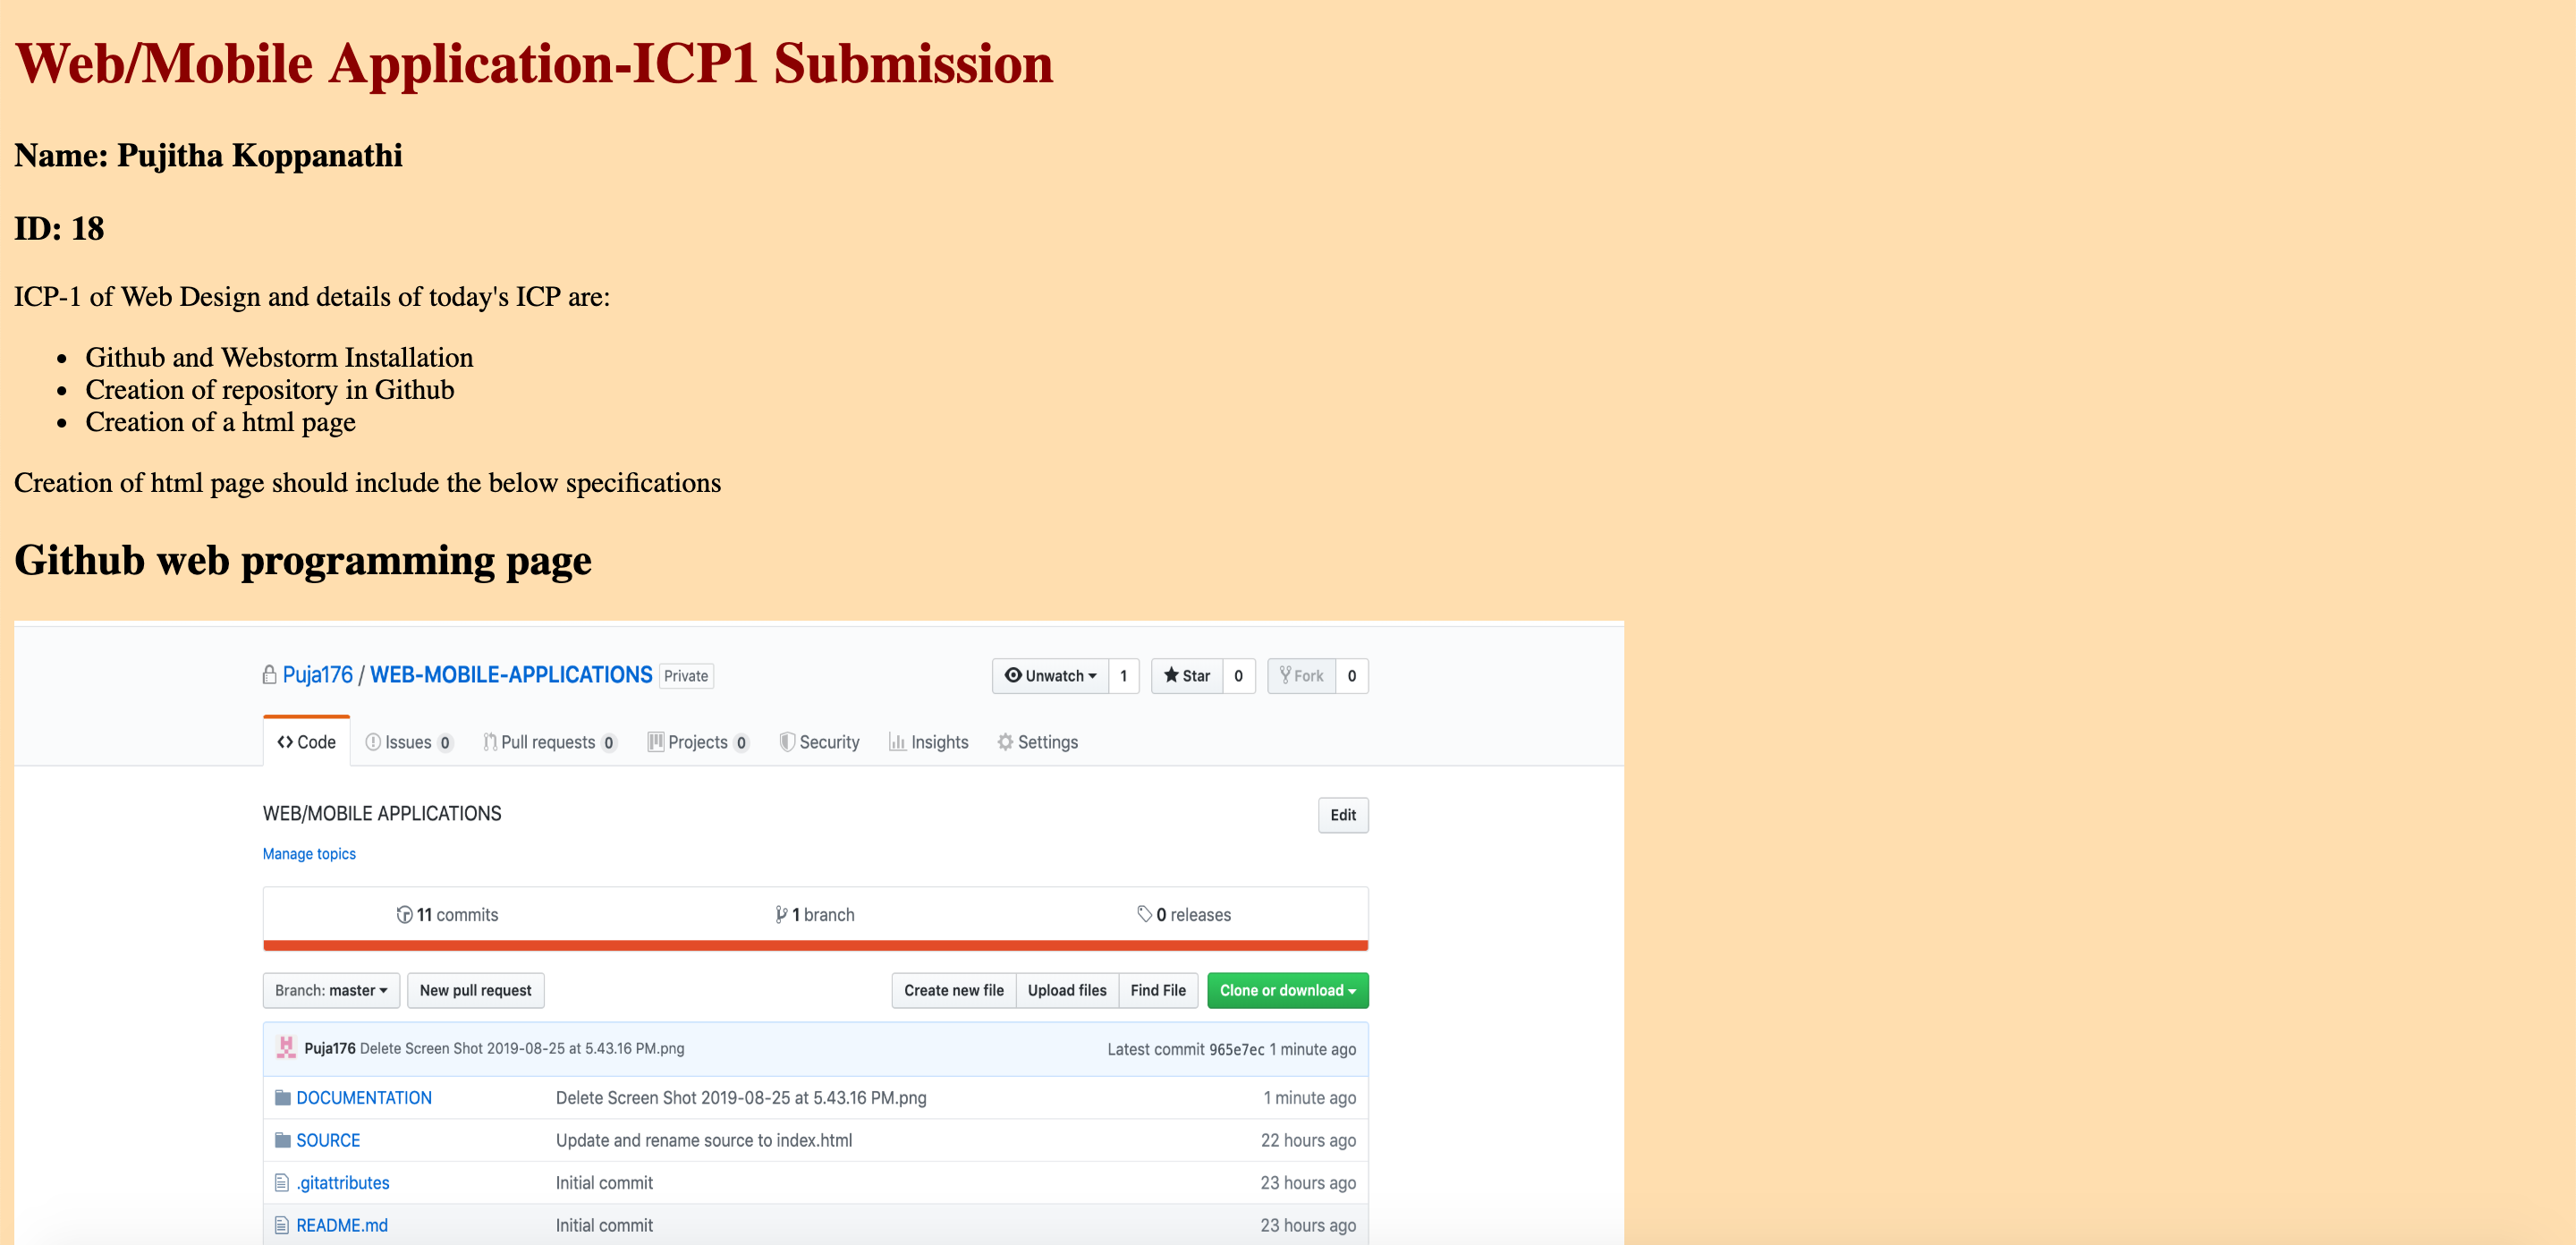 Web/Mobile Application-ICP1 Submission
Name: Pujitha Koppanathi
ID: 18
ICP-1 of Web Design and details of today's ICP are:
Github and Webstorm Installation
Creation of repository in Github
Creation of a html page
Creation of html page should include the below specifications
Github web programming page
Puja176 / WEB-MOBILE-APPLICATIONS Private Unwatch 1 Star 0 Fork 0
Code Issues 0 Pull requests 0 Projects 0 Security Insights Settings
WEB/MOBILE APPLICATIONS Edit
Manage topics
11 commits 1 branch 0 releases
Branch: master New pull request Create new file Upload files Find File Clone or download
Puja176 Delete Screen Shot 2019-08-25 at 5.43.16 PM.png Latest commit 965e7ec 1 minute ago
DOCUMENTATION Delete Screen Shot 2019-08-25 at 5.43.16 PM.png 1 minute ago
SOURCE Update and rename source to index.html 22 hours ago
.gitattributes Initial commit 23 hours ago
README.md Initial commit 23 hours ago